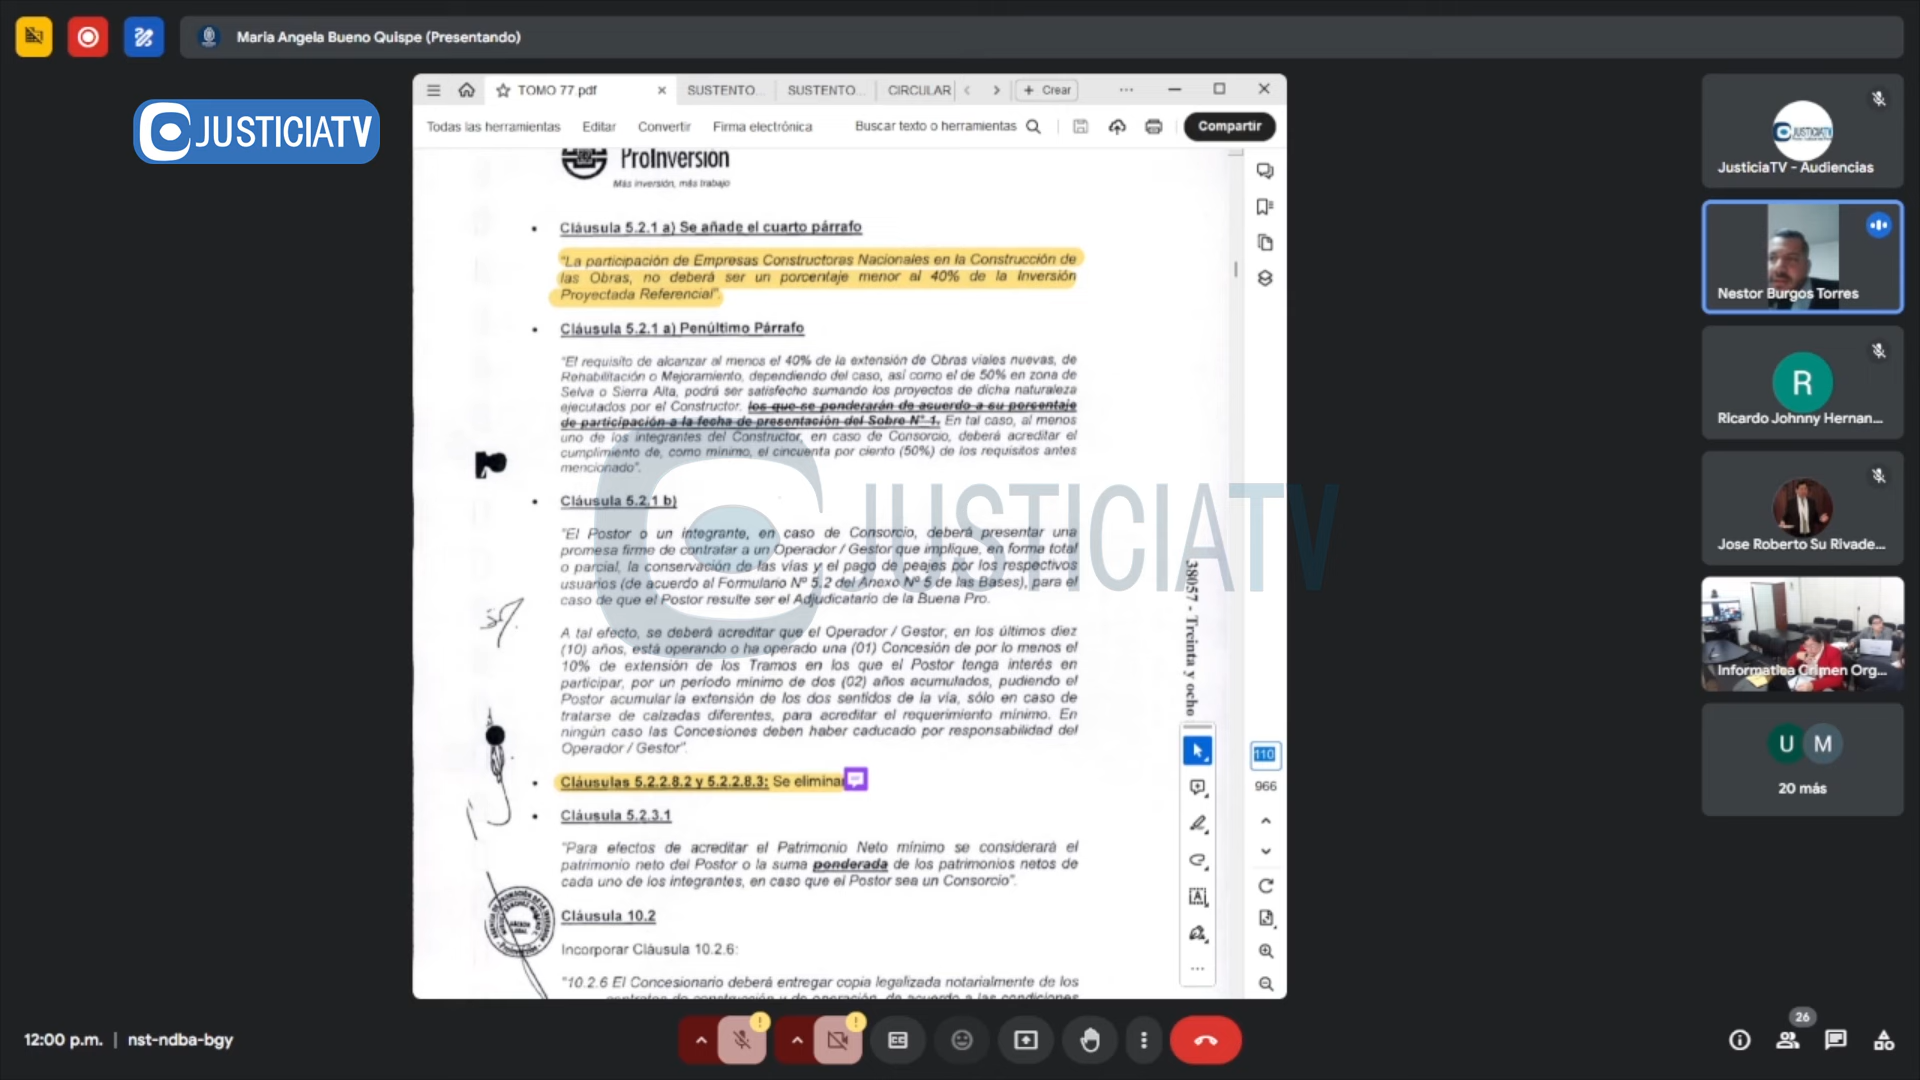 Maria Angela Bueno Quispe (Presentando)
JUSTICIATV
TOMO 77.pdf
SUSTENTO...
SUSTENTO...
CIRCULAR
Crear
Todas las herramientas
Editar
Convertir
Firma electrónica
Buscar texto o herramientas
Compartir
ProInversión
Más inversión, más trabajo
• Cláusula 5.2.1 a) Se añade el cuarto párrafo
"La participación de Empresas Constructoras Nacionales en la Construcción de
las Obras, no deberá ser un porcentaje menor al 40% de la Inversión
Proyectada Referencial".
• Cláusula 5.2.1 a) Penúltimo Párrafo
"El requisito de alcanzar al menos el 40% de la extensión de Obras viales nuevas, de
Rehabilitación o Mejoramiento, dependiendo del caso, así como el de 50% en zona de
Selva o Sierra Alta, podrá ser satisfecho sumando los proyectos de dicha naturaleza
ejecutados por el Constructor, los que se ponderarán de acuerdo a su porcentaje
de participación a la fecha de presentación del Sobre N° 1. En tal caso, al menos
uno de los integrantes del Constructor, en caso de Consorcio, deberá acreditar el
cumplimiento de, como mínimo, el cincuenta por ciento (50%) de los requisitos antes
mencionado".
• Cláusula 5.2.1 b)
"El Postor o un integrante, en caso de Consorcio, deberá presentar una
promesa firme de contratar a un Operador / Gestor que implique, en forma total
o parcial, la conservación de las vías y el pago de peajes por los respectivos
usuarios (de acuerdo al Formulario Nº 5.2 del Anexo Nº 5 de las Bases), para el
caso de que el Postor resulte ser el Adjudicatario de la Buena Pro.
A tal efecto, se deberá acreditar que el Operador / Gestor, en los últimos diez
(10) años, está operando o ha operado una (01) Concesión de por lo menos el
10% de extensión de los Tramos en los que el Postor tenga interés en
participar, por un período mínimo de dos (02) años acumulados, pudiendo el
Postor acumular la extensión de los dos sentidos de la vía, sólo en caso de
tratarse de calzadas diferentes, para acreditar el requerimiento mínimo. En
ningún caso las Concesiones deben haber caducado por responsabilidad del
Operador / Gestor".
• Cláusulas 5.2.2.8.2 y 5.2.2.8.3: Se elimina
• Cláusula 5.2.3.1
"Para efectos de acreditar el Patrimonio Neto mínimo se considerará el
patrimonio neto del Postor o la suma ponderada de los patrimonios netos de
cada uno de los integrantes, en caso que el Postor sea un Consorcio".
Cláusula 10.2
Incorporar Cláusula 10.2.6:
"10.2.6 El Concesionario deberá entregar copia legalizada notarialmente de los
contratos de construcción y de operación, de acuerdo a las condiciones
38057 - Treinta y ocho
JUSTICIATV
110
966
JUSTICIATV
JusticiaTV - Audiencias
Nestor Burgos Torres
R
Ricardo Johnny Hernan...
Jose Roberto Su Rivade...
Informatica Crimen Org...
U M
20 más
12:00 p.m. | nst-ndba-bgy
26